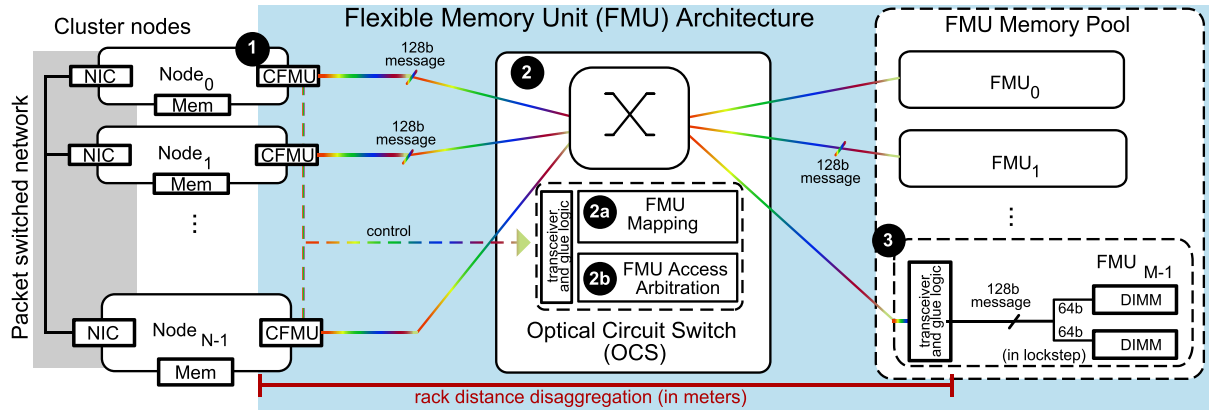 Cluster nodes
Flexible Memory Unit (FMU) Architecture
FMU Memory Pool
Packet switched network
1
NIC
Node0
CFMU
Mem
128b
message
NIC
Node1
CFMU
Mem
128b
message
...
NIC
NodeN-1
CFMU
Mem
control
2
transceiver
and glue logic
2a
FMU
Mapping
2b
FMU Access
Arbitration
Optical Circuit Switch
(OCS)
128b
message
FMU0
FMU1
...
3
FMU M-1
transceiver
and glue logic
128b
message
64b
64b
(in lockstep)
DIMM
DIMM
rack distance disaggregation (in meters)